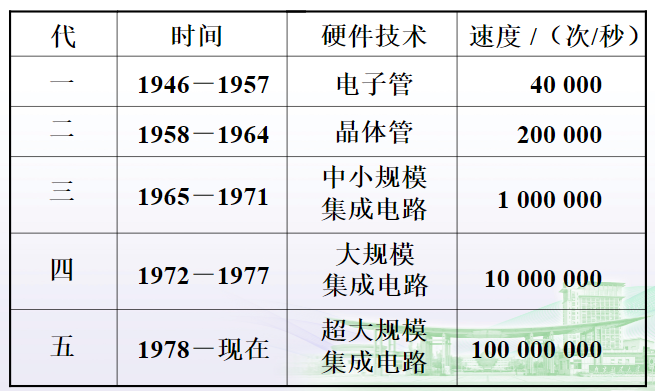 代 时间 硬件技术 速度 /（次/秒）
一 1946－1957 电子管 40 000
二 1958－1964 晶体管 200 000
三 1965－1971 中小规模
集成电路 1 000 000
四 1972－1977 大规模
集成电路 10 000 000
五 1978－现在 超大规模
集成电路 100 000 000